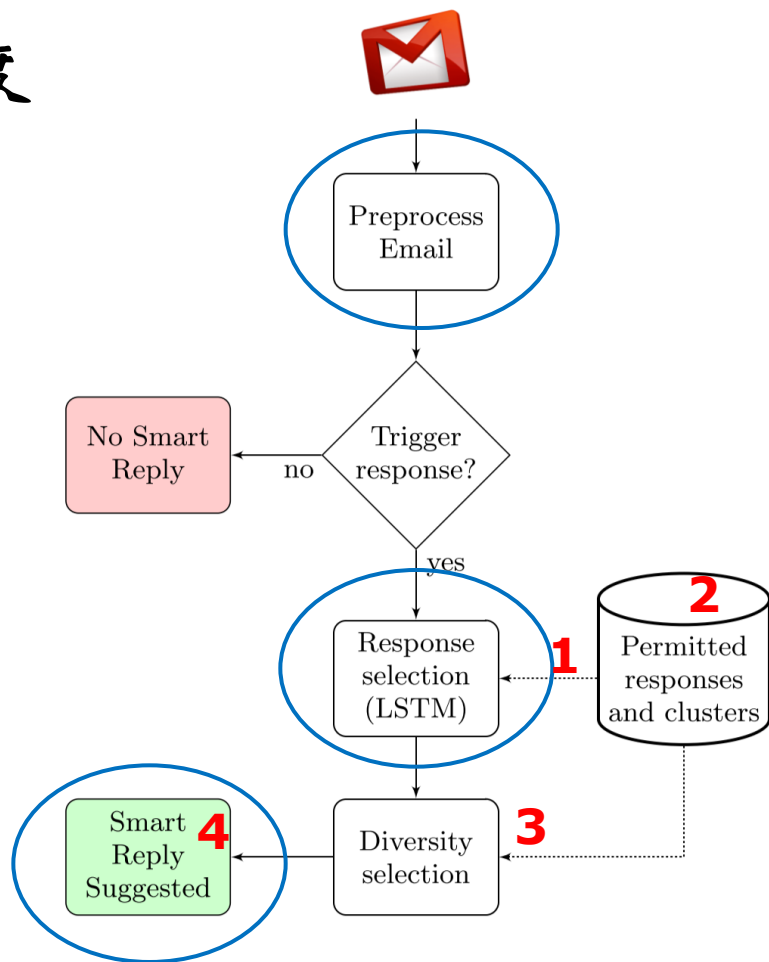 Preprocess
Email
Trigger
response?
No Smart
Reply
no
yes
2
Permitted
responses
and clusters
1
Response
selection
(LSTM)
3
Diversity
selection
4
Smart
Reply
Suggested